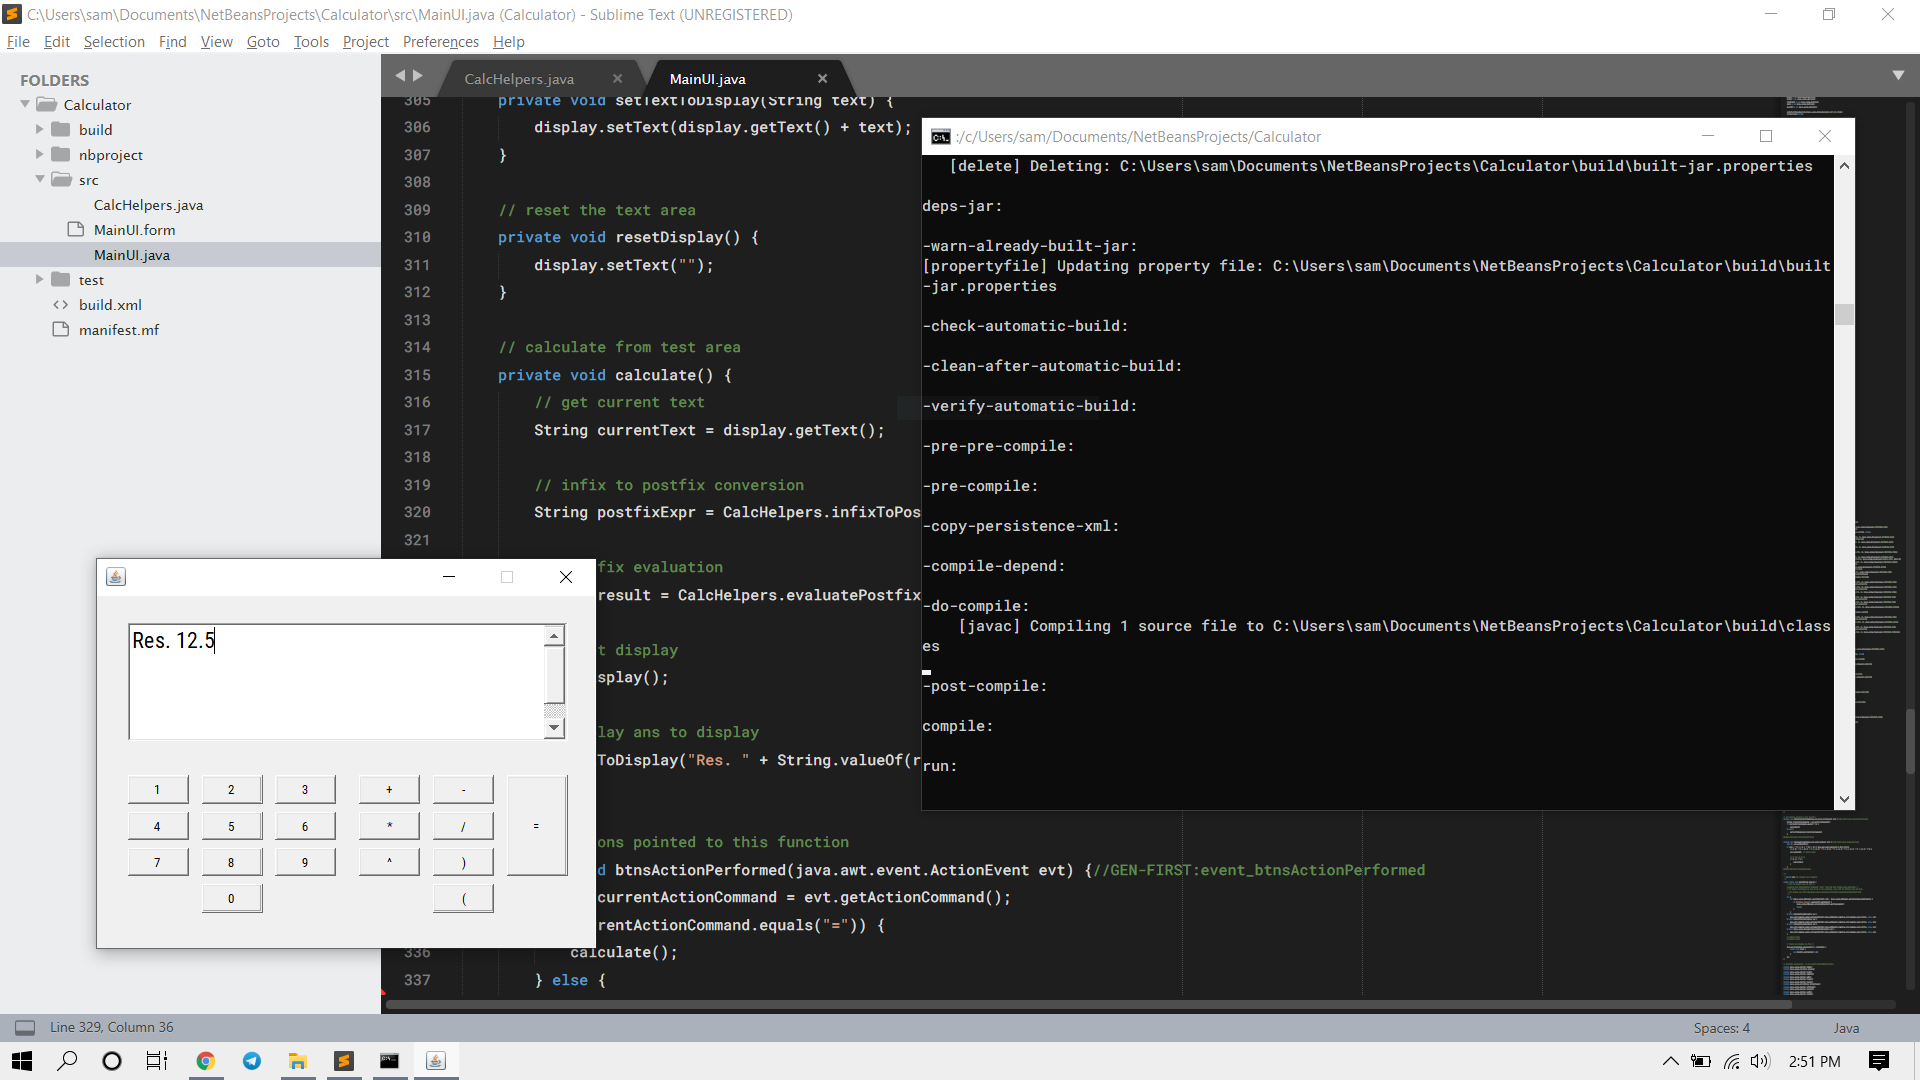 C:\Users\sam\Documents\NetBeansProjects\Calculator\src\MainUI.java (Calculator) - Sublime Text (UNREGISTERED)
File Edit Selection Find View Goto Tools Project Preferences Help
FOLDERS
Calculator
build
nbproject
src
CalcHelpers.java
MainUI.form
MainUI.java
test
build.xml
manifest.mf
CalcHelpers.java
MainUI.java
305 private void setTextToDisplay(String text) {
306 display.setText(display.getText() + text);
307 }
308
309 // reset the text area
310 private void resetDisplay() {
311 display.setText("");
312 }
313
314 // calculate from test area
315 private void calculate() {
316 // get current text
317 String currentText = display.getText();
318
319 // infix to postfix conversion
320 String postfixExpr = CalcHelpers.infixToPos
321
fix evaluation
result = CalcHelpers.evaluatePostfix
t display
splay();
lay ans to display
ToDisplay("Res. " + String.valueOf(r
ons pointed to this function
d btnsActionPerformed(java.awt.event.ActionEvent evt) {//GEN-FIRST:event_btnsActionPerformed
currentActionCommand = evt.getActionCommand();
rentActionCommand.equals("=")) {
336 calculate();
337 } else {
:/c/Users/sam/Documents/NetBeansProjects/Calculator
[delete] Deleting: C:\Users\sam\Documents\NetBeansProjects\Calculator\build\built-jar.properties
deps-jar:
-warn-already-built-jar:
[propertyfile] Updating property file: C:\Users\sam\Documents\NetBeansProjects\Calculator\build\built
-jar.properties
-check-automatic-build:
-clean-after-automatic-build:
-verify-automatic-build:
-pre-pre-compile:
-pre-compile:
-copy-persistence-xml:
-compile-depend:
-do-compile:
[javac] Compiling 1 source file to C:\Users\sam\Documents\NetBeansProjects\Calculator\build\class
es
-post-compile:
compile:
run:
Res. 12.5
1 2 3 + -
4 5 6 * / =
7 8 9 ^ )
0 (
Line 329, Column 36
Spaces: 4
Java
2:51 PM